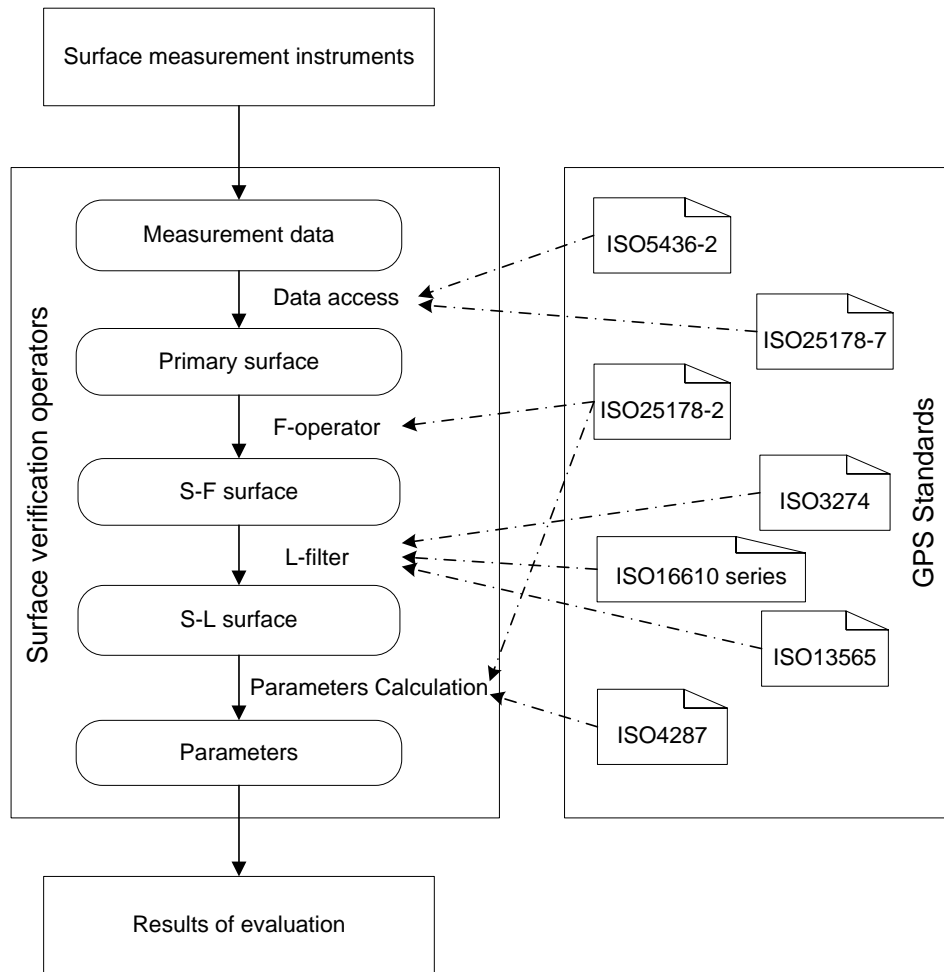 Surface measurement instruments
Surface verification operators
Measurement data
Data access
Primary surface
F-operator
S-F surface
L-filter
S-L surface
Parameters Calculation
Parameters
Results of evaluation
GPS Standards
ISO5436-2
ISO25178-7
ISO25178-2
ISO3274
ISO16610 series
ISO13565
ISO4287